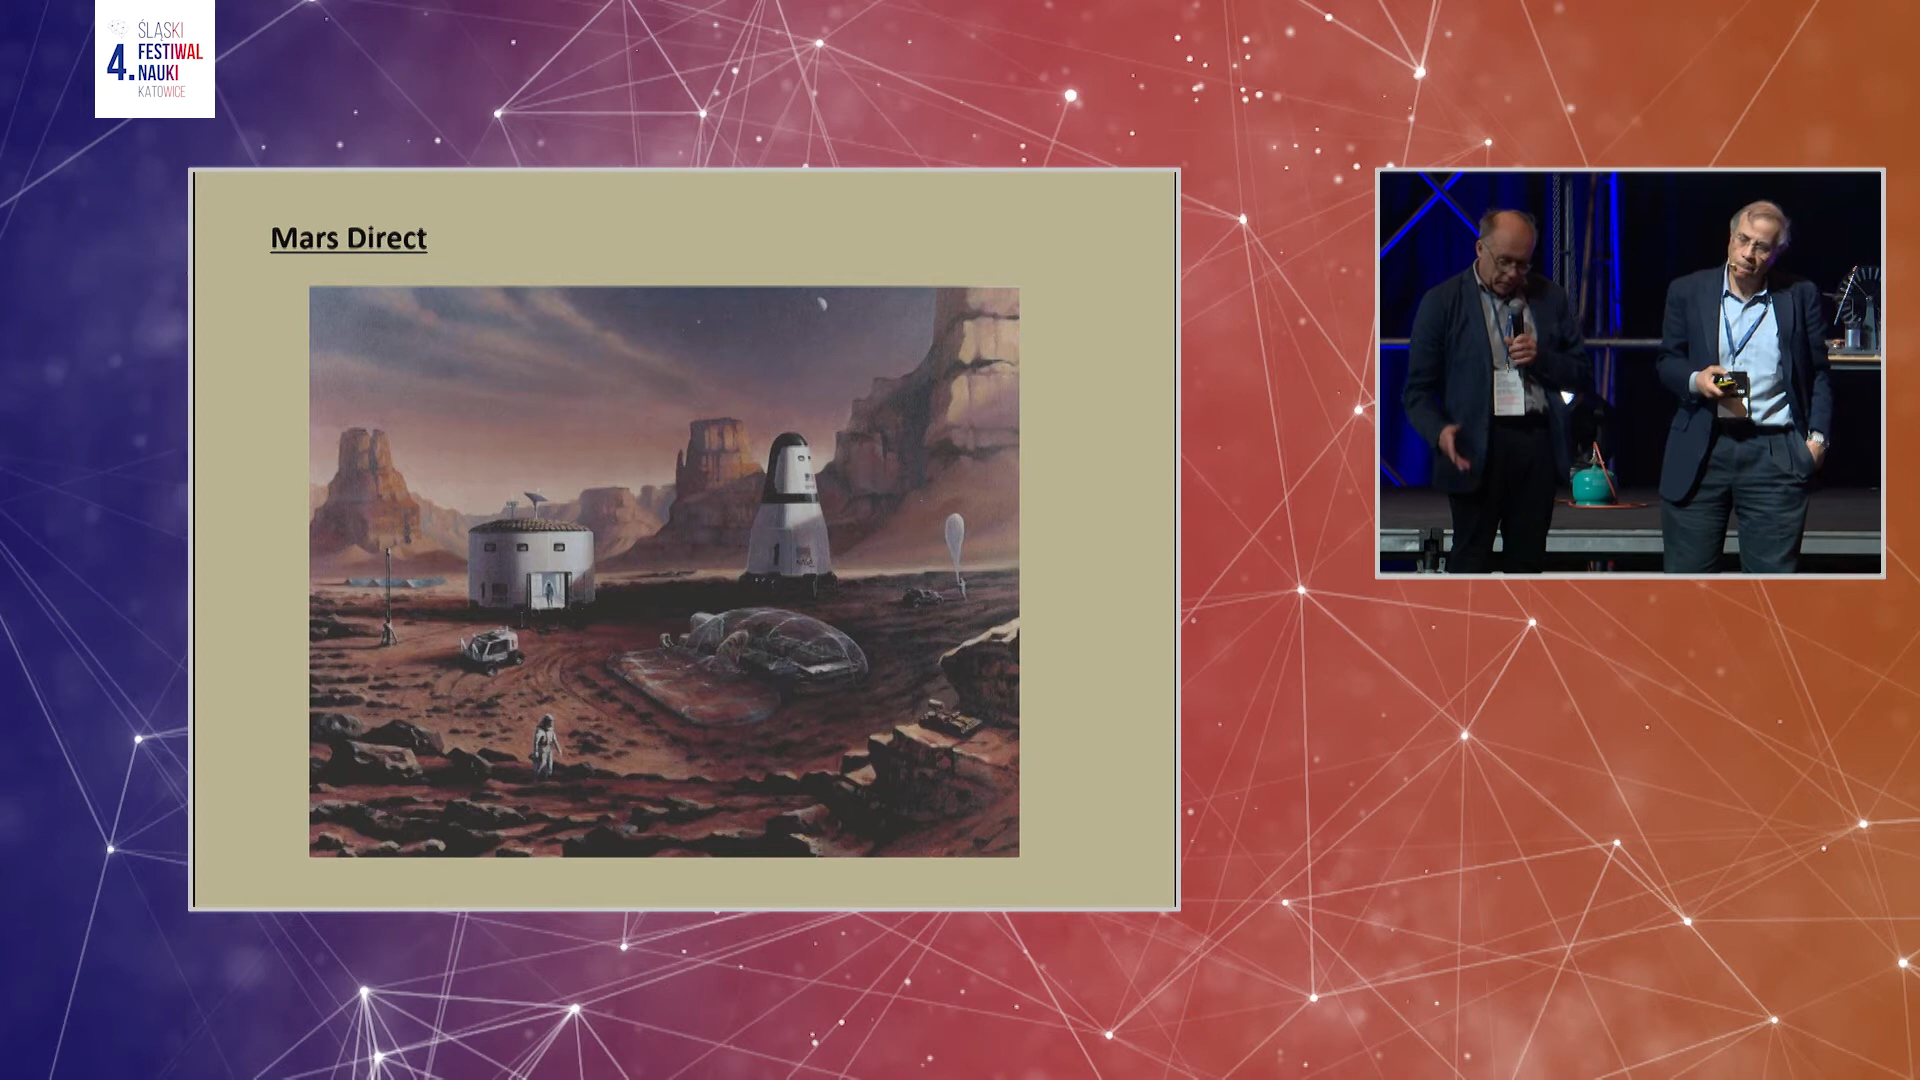 ŚLĄSKI
4. FESTIWAL
NAUKI
KATOWICE
Mars Direct